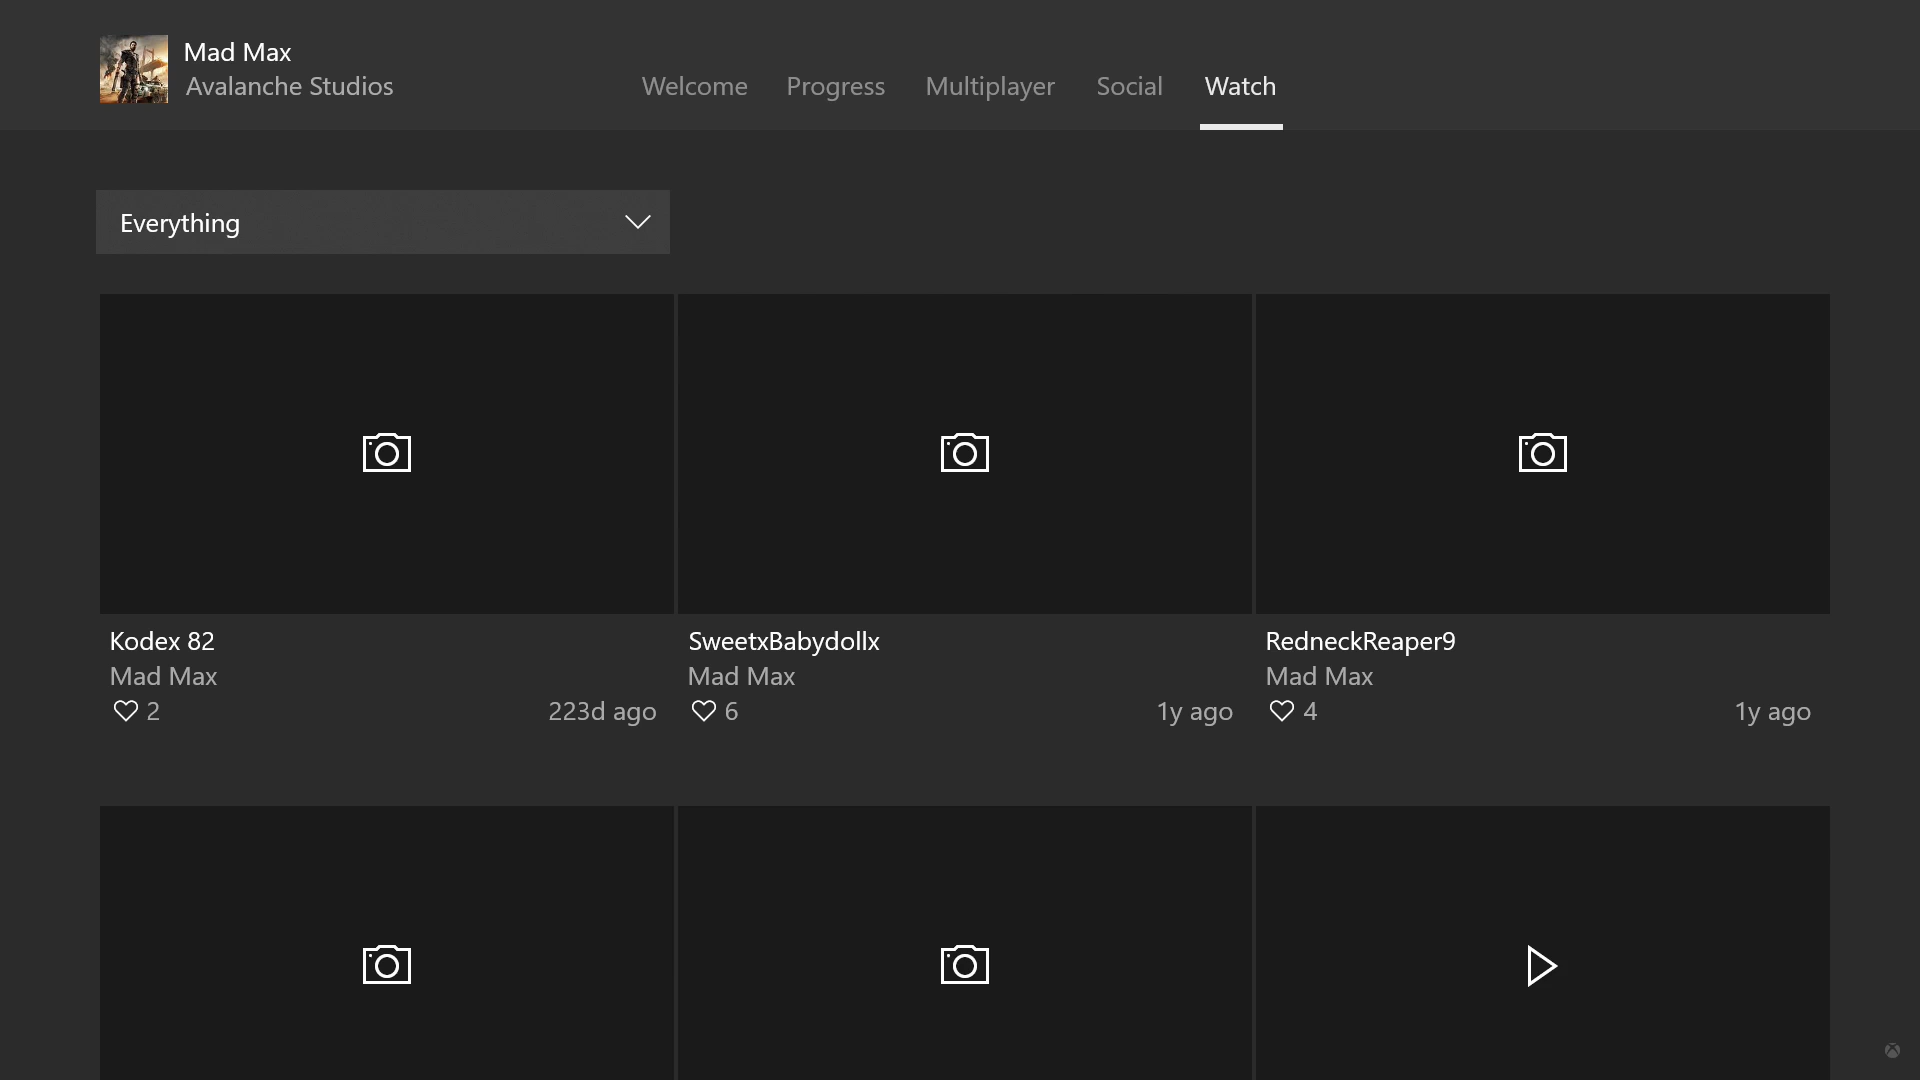 Mad Max
Avalanche Studios
Welcome
Progress
Multiplayer
Social
Watch
Everything
Kodex 82
Mad Max
2
223d ago
SweetxBabydollx
Mad Max
6
1y ago
RedneckReaper9
Mad Max
4
1y ago